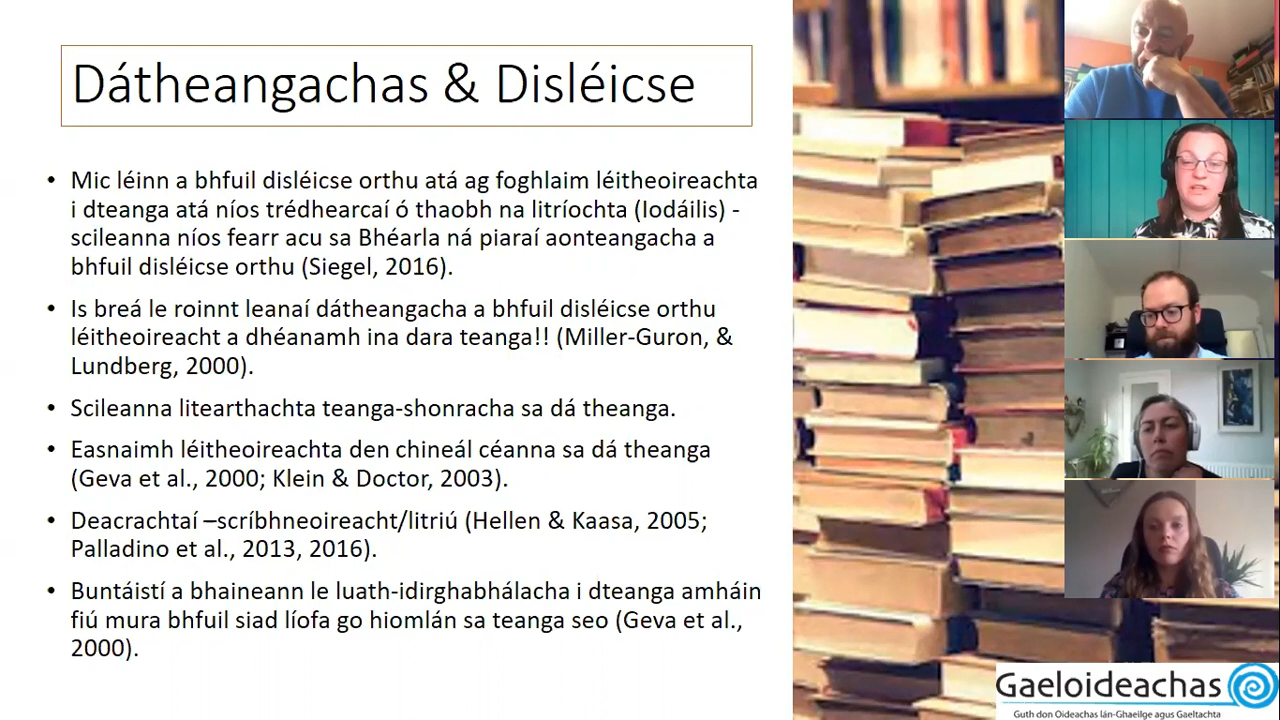 Dátheangachas & Disléicse
• Mic léinn a bhfuil disléicse orthu atá ag foghlaim léitheoireachta
i dteanga atá níos trédhearcaí ó thaobh na litríochta (Iodáilis) -
scileanna níos fearr acu sa Bhéarla ná piaraí aonteangacha a
bhfuil disléicse orthu (Siegel, 2016).
• Is breá le roinnt leanaí dátheangacha a bhfuil disléicse orthu
léitheoireacht a dhéanamh ina dara teanga!! (Miller-Guron, &
Lundberg, 2000).
• Scileanna litearthachta teanga-shonracha sa dá theanga.
• Easnaimh léitheoireachta den chineál céanna sa dá theanga
(Geva et al., 2000; Klein & Doctor, 2003).
• Deacrachtaí –scríbhneoireacht/litriú (Hellen & Kaasa, 2005;
Palladino et al., 2013, 2016).
• Buntáistí a bhaineann le luath-idirghabhálacha i dteanga amháin
fiú mura bhfuil siad líofa go hiomlán sa teanga seo (Geva et al.,
2000).
Gaeloideachas
Guth don Oideachas lán-Ghaeilge agus Gaeltachta